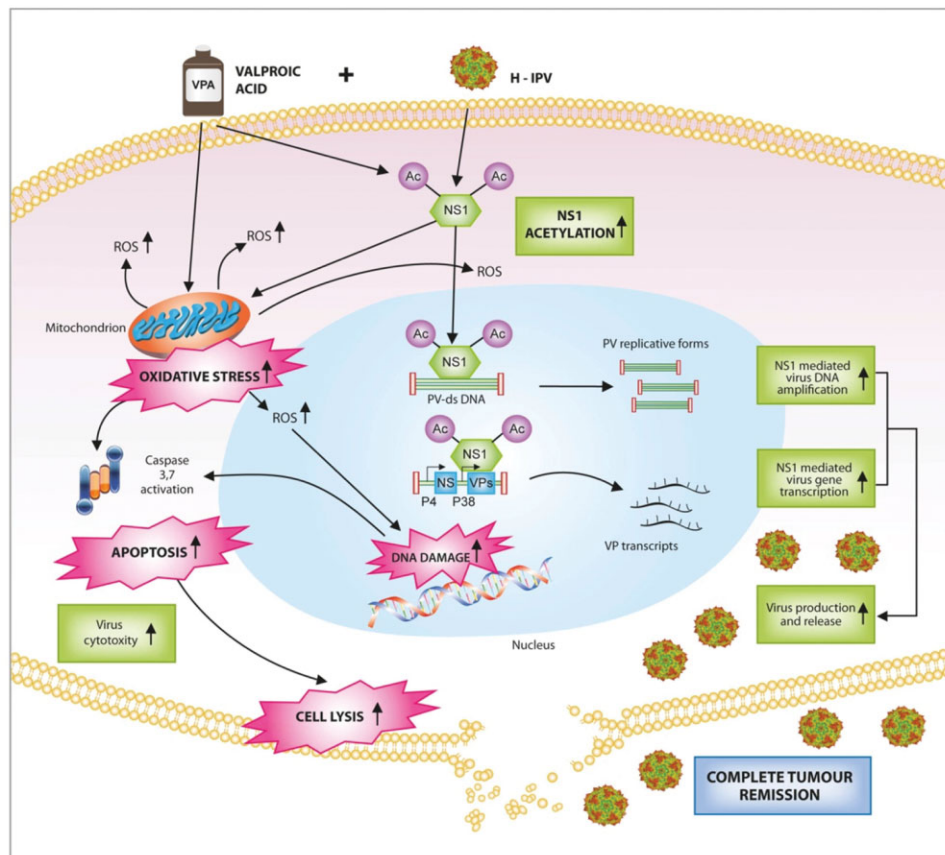 VPA
VALPROIC
ACID
+
H - IPV
Ac
Ac
NS1
NS1
ACETYLATION
ROS
ROS
ROS
Mitochondrion
OXIDATIVE STRESS
ROS
Ac
Ac
NS1
PV-ds DNA
PV replicative forms
NS1 mediated
virus DNA
amplification
Ac
Ac
NS1
NS
VPs
P4
P38
VP transcripts
NS1 mediated
virus gene
transcription
Caspase
3,7
activation
APOPTOSIS
DNA DAMAGE
Virus
cytotoxity
Nucleus
Virus production
and release
CELL LYSIS
COMPLETE TUMOUR
REMISSION